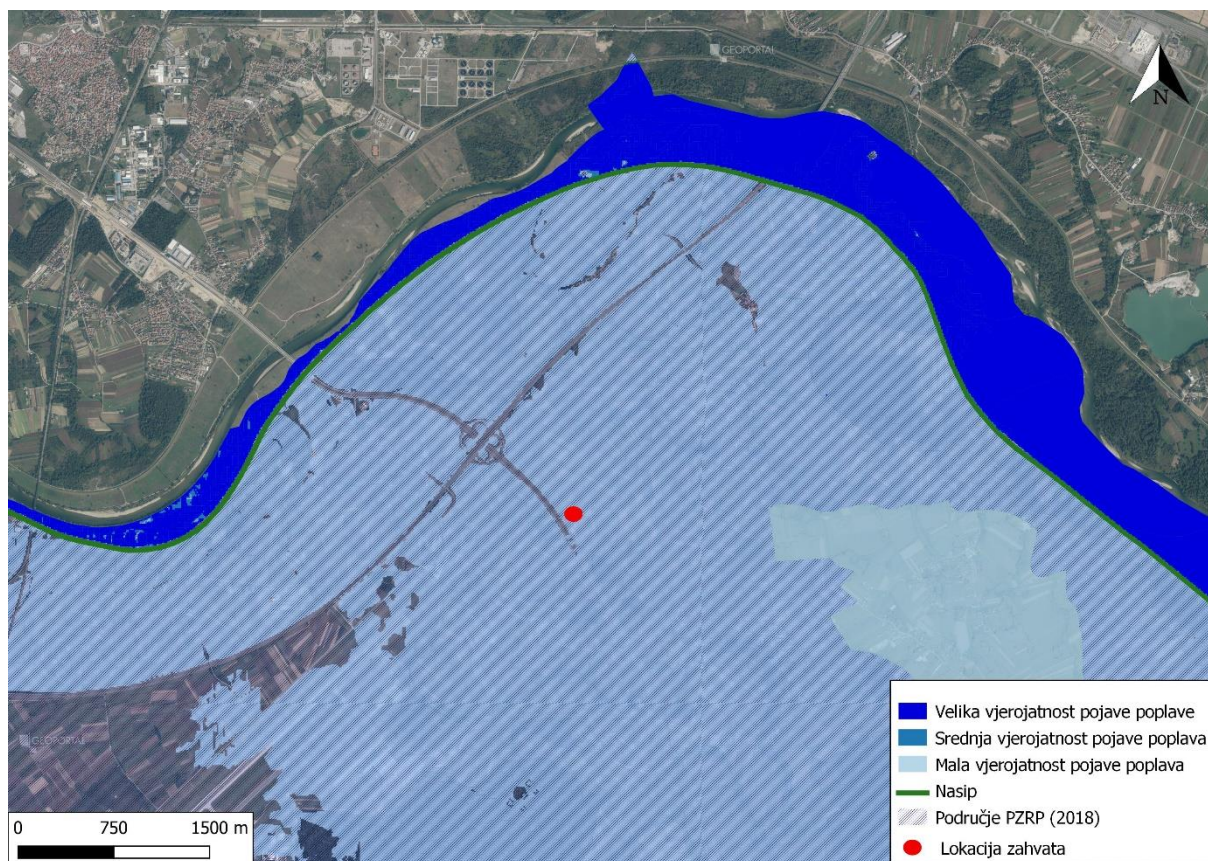 GEOPORTAL
GEOPORTAL
N
GEOPORTAL
Velika vjerojatnost pojave poplave
Srednja vjerojatnost pojave poplava
Mala vjerojatnost pojave poplava
Nasip
Područje PZRP (2018)
Lokacija zahvata
0 750 1500 m